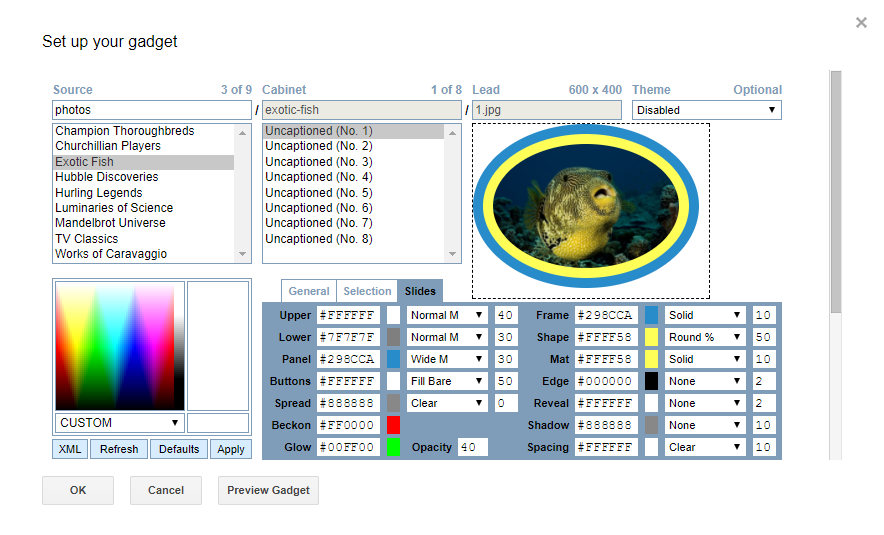 Set up your gadget
Source 3 of 9 Cabinet 1 of 8 Lead 600 x 400 Theme Optional
photos / exotic-fish / 1.jpg Disabled
Champion Thoroughbreds
Churchillian Players
Exotic Fish
Hubble Discoveries
Hurling Legends
Luminaries of Science
Mandelbrot Universe
TV Classics
Works of Caravaggio
Uncaptioned (No. 1)
Uncaptioned (No. 2)
Uncaptioned (No. 3)
Uncaptioned (No. 4)
Uncaptioned (No. 5)
Uncaptioned (No. 6)
Uncaptioned (No. 7)
Uncaptioned (No. 8)
General Selection Slides
Upper #FFFFFF Normal M 40 Frame #298CCA Solid 10
Lower #7F7F7F Normal M 30 Shape #FFFF58 Round % 50
Panel #298CCA Wide M 30 Mat #FFFF58 Solid 10
Buttons #FFFFFF Fill Bare 50 Edge #000000 None 2
Spread #888888 Clear 0 Reveal #FFFFFF None 2
Beckon #FF0000 Shadow #888888 None 10
Glow #00FF00 Opacity 40 Spacing #FFFFFF Clear 10
CUSTOM
XML Refresh Defaults Apply
OK Cancel Preview Gadget